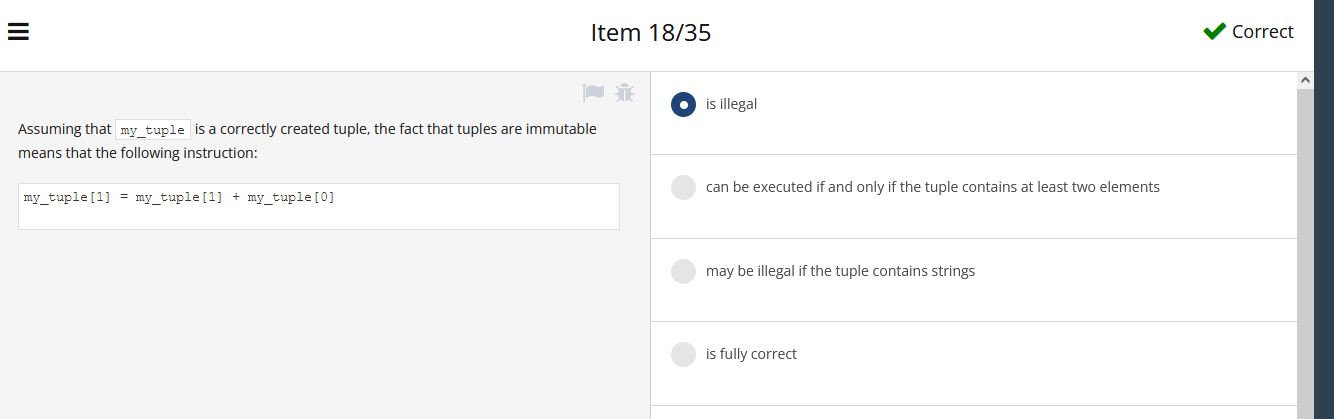 Item 18/35
Correct
Assuming that my_tuple is a correctly created tuple, the fact that tuples are immutable
means that the following instruction:
my_tuple[1] = my_tuple[1] + my_tuple[0]
is illegal
can be executed if and only if the tuple contains at least two elements
may be illegal if the tuple contains strings
is fully correct